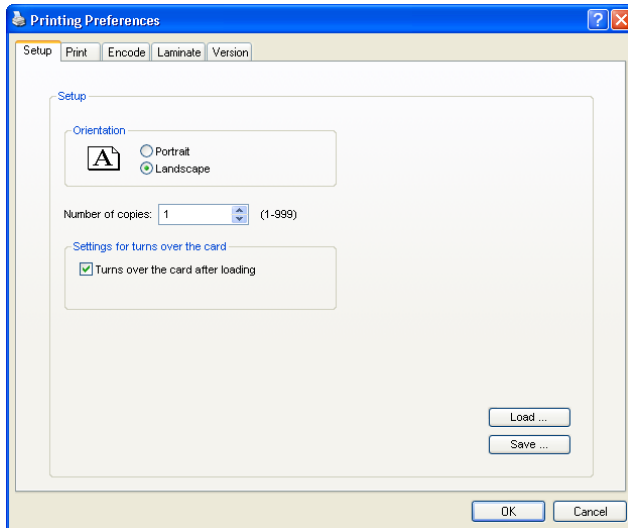 Printing Preferences
Setup Print Encode Laminate Version
Setup
Orientation
A
Portrait
Landscape
Number of copies: 1 (1-999)
Settings for turns over the card
Turns over the card after loading
Load ...
Save ...
OK Cancel